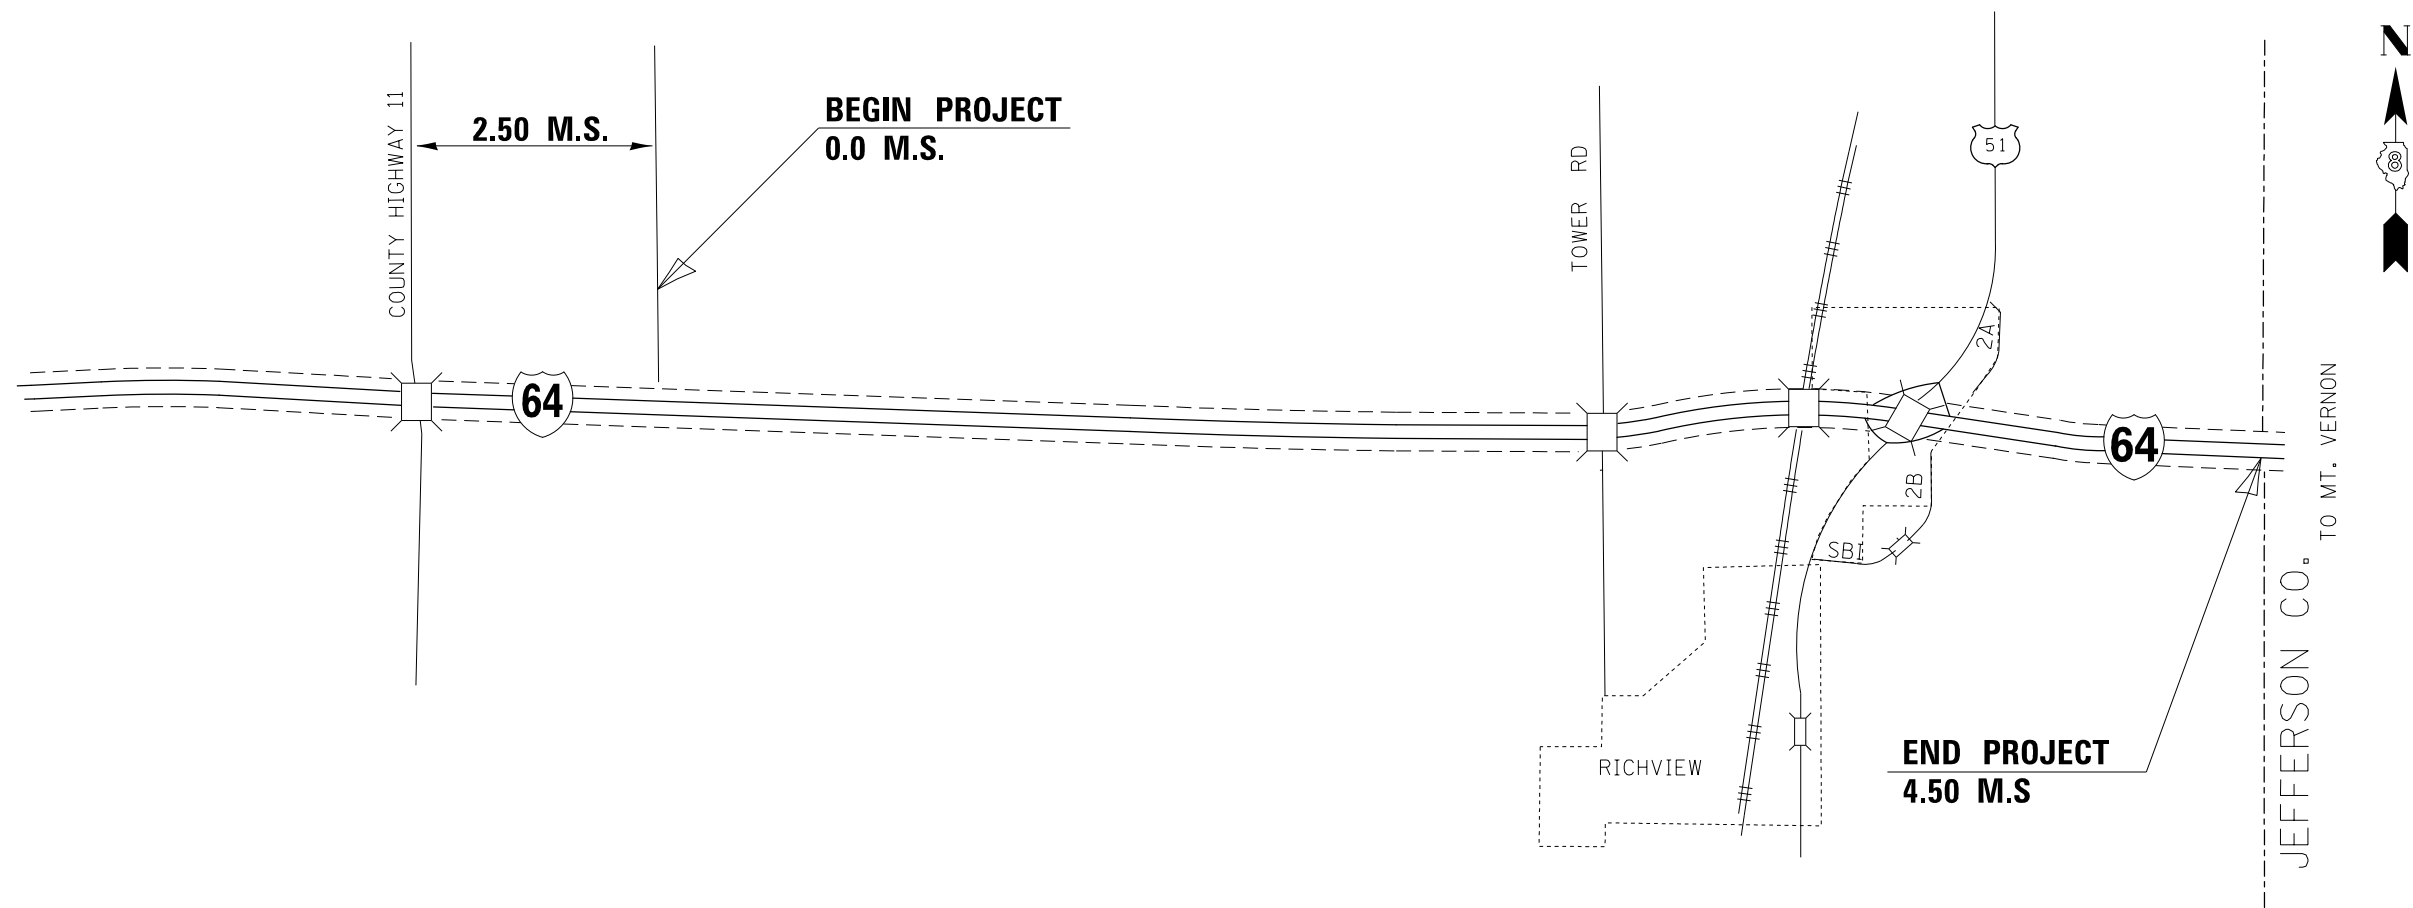 N
8
COUNTY HIGHWAY 11
2.50 M.S.
BEGIN PROJECT
0.0 M.S.
TOWER RD
51
2A
64
64
2B
SBI
TO MT. VERNON
JEFFERSON CO.
RICHVIEW
END PROJECT
4.50 M.S